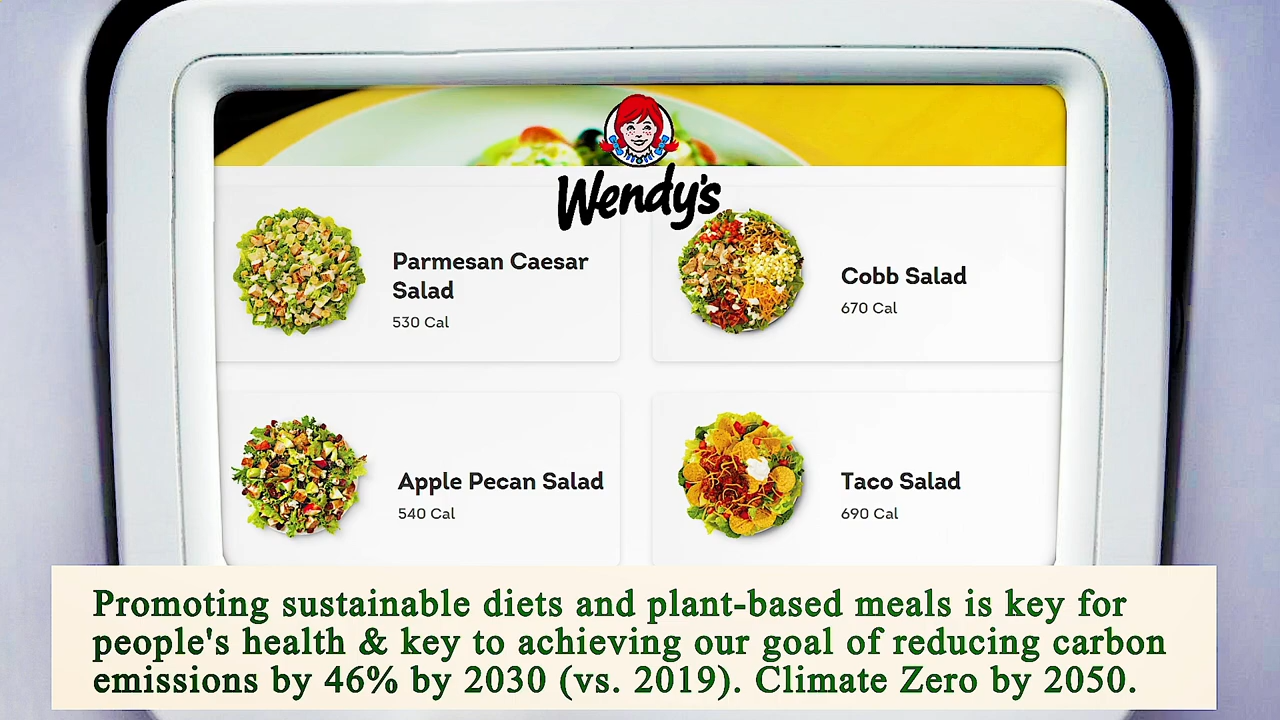 Wendy's
Parmesan Caesar
Salad
530 Cal
Cobb Salad
670 Cal
Apple Pecan Salad
540 Cal
Taco Salad
690 Cal
Promoting sustainable diets and plant-based meals is key for
people's health & key to achieving our goal of reducing carbon
emissions by 46% by 2030 (vs. 2019). Climate Zero by 2050.